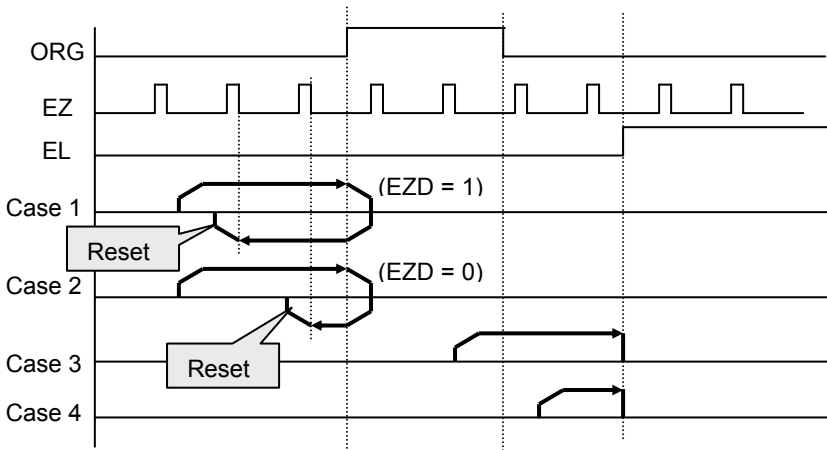 ORG
EZ
EL
Case 1
(EZD = 1)
Reset
Case 2
(EZD = 0)
Reset
Case 3
Case 4